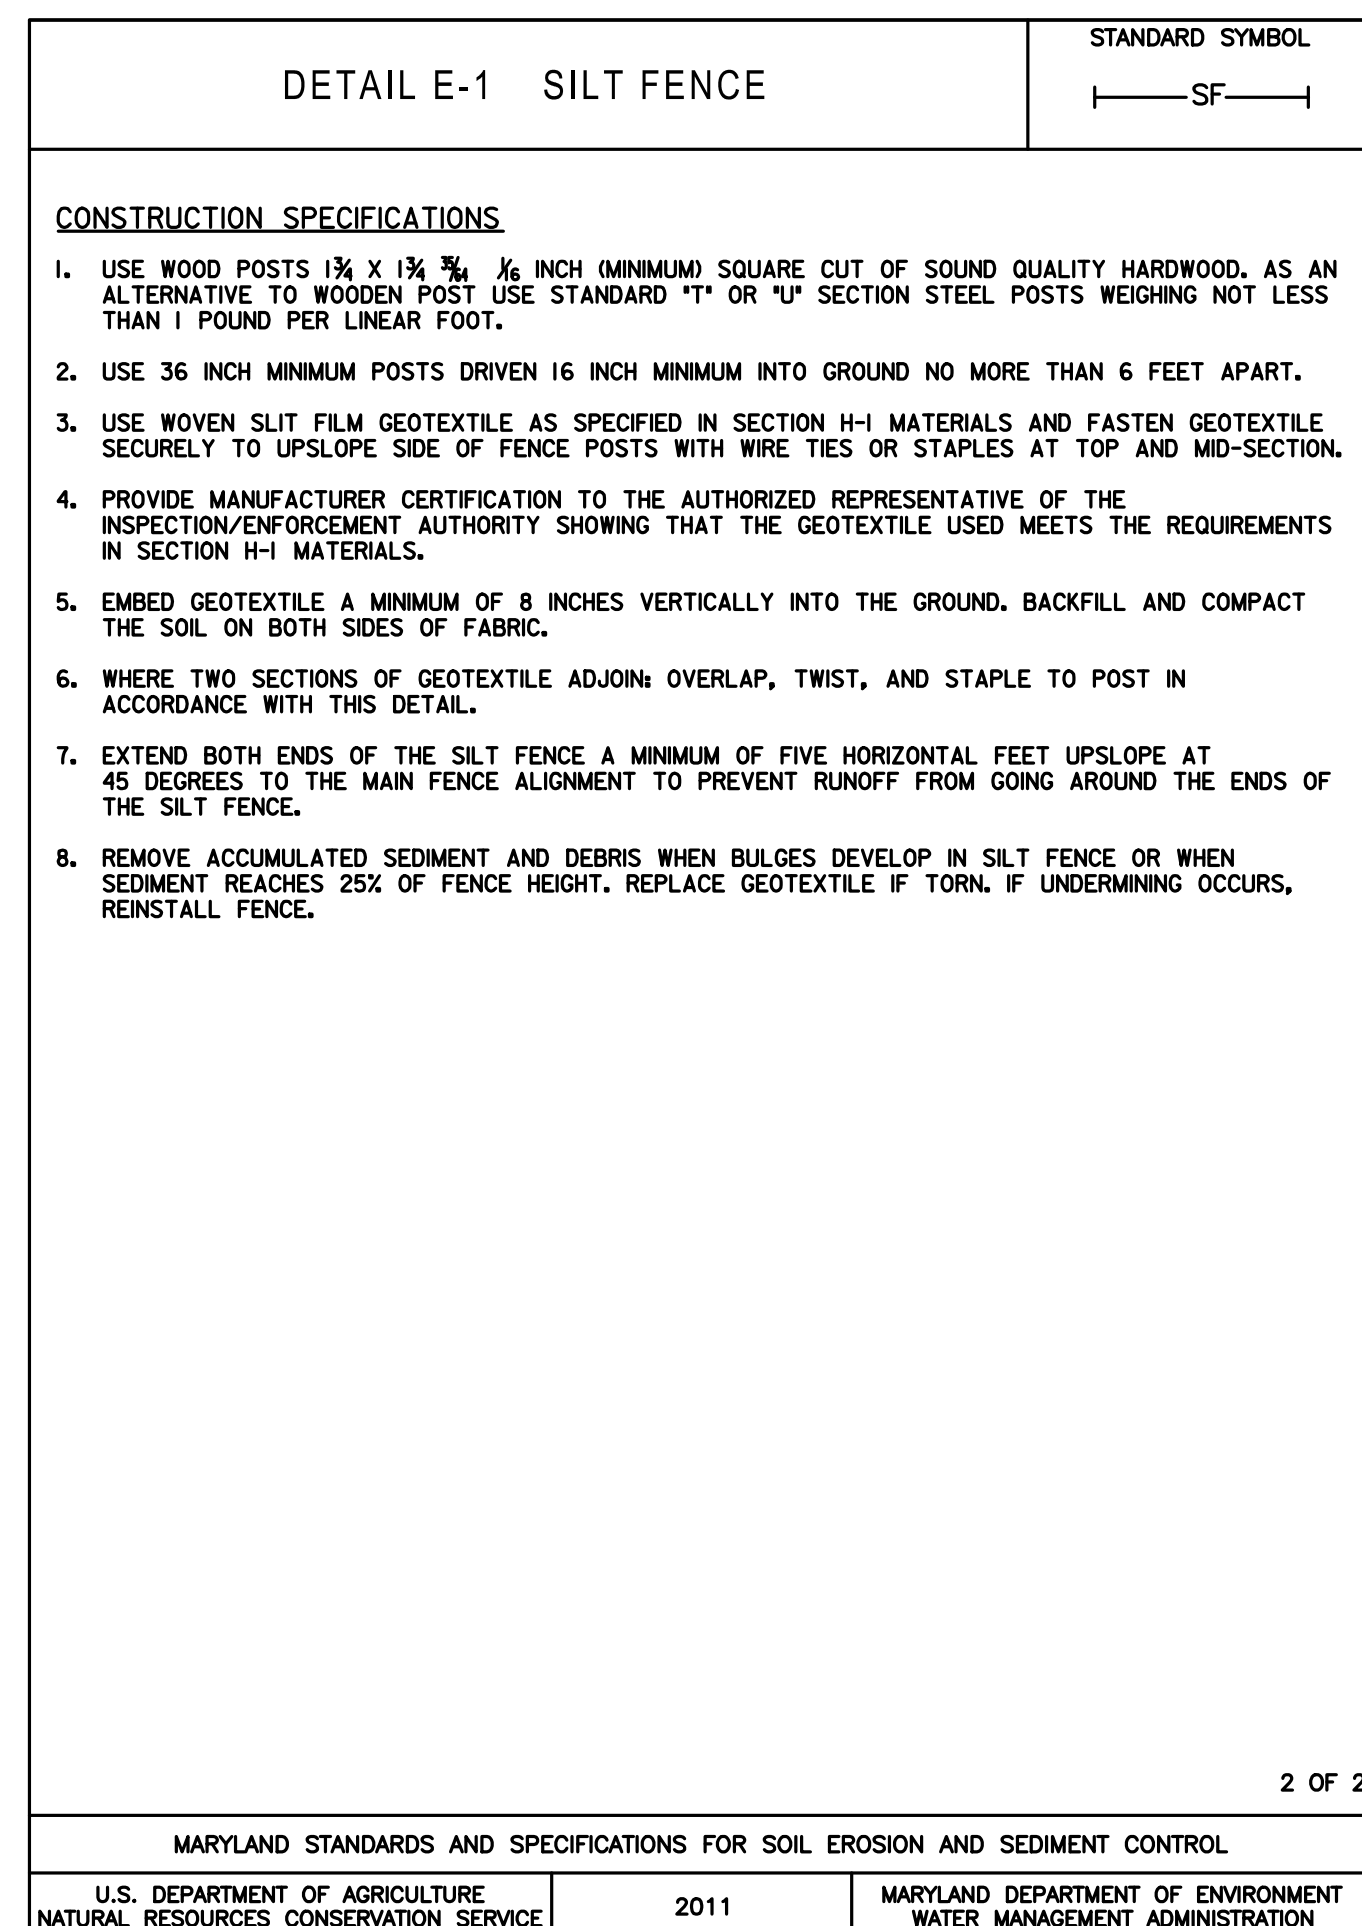 DETAIL E-1 SILT FENCE
STANDARD SYMBOL
SF
CONSTRUCTION SPECIFICATIONS
1. USE WOOD POSTS 1¾ X 1¾ 35/64 1/16 INCH (MINIMUM) SQUARE CUT OF SOUND QUALITY HARDWOOD. AS AN
ALTERNATIVE TO WOODEN POST USE STANDARD "T" OR "U" SECTION STEEL POSTS WEIGHING NOT LESS
THAN 1 POUND PER LINEAR FOOT.
2. USE 36 INCH MINIMUM POSTS DRIVEN 16 INCH MINIMUM INTO GROUND NO MORE THAN 6 FEET APART.
3. USE WOVEN SLIT FILM GEOTEXTILE AS SPECIFIED IN SECTION H-1 MATERIALS AND FASTEN GEOTEXTILE
SECURELY TO UPSLOPE SIDE OF FENCE POSTS WITH WIRE TIES OR STAPLES AT TOP AND MID-SECTION.
4. PROVIDE MANUFACTURER CERTIFICATION TO THE AUTHORIZED REPRESENTATIVE OF THE
INSPECTION/ENFORCEMENT AUTHORITY SHOWING THAT THE GEOTEXTILE USED MEETS THE REQUIREMENTS
IN SECTION H-1 MATERIALS.
5. EMBED GEOTEXTILE A MINIMUM OF 8 INCHES VERTICALLY INTO THE GROUND. BACKFILL AND COMPACT
THE SOIL ON BOTH SIDES OF FABRIC.
6. WHERE TWO SECTIONS OF GEOTEXTILE ADJOIN: OVERLAP, TWIST, AND STAPLE TO POST IN
ACCORDANCE WITH THIS DETAIL.
7. EXTEND BOTH ENDS OF THE SILT FENCE A MINIMUM OF FIVE HORIZONTAL FEET UPSLOPE AT
45 DEGREES TO THE MAIN FENCE ALIGNMENT TO PREVENT RUNOFF FROM GOING AROUND THE ENDS OF
THE SILT FENCE.
8. REMOVE ACCUMULATED SEDIMENT AND DEBRIS WHEN BULGES DEVELOP IN SILT FENCE OR WHEN
SEDIMENT REACHES 25% OF FENCE HEIGHT. REPLACE GEOTEXTILE IF TORN. IF UNDERMINING OCCURS,
REINSTALL FENCE.
2 OF 2
MARYLAND STANDARDS AND SPECIFICATIONS FOR SOIL EROSION AND SEDIMENT CONTROL
U.S. DEPARTMENT OF AGRICULTURE
NATURAL RESOURCES CONSERVATION SERVICE
2011
MARYLAND DEPARTMENT OF ENVIRONMENT
WATER MANAGEMENT ADMINISTRATION